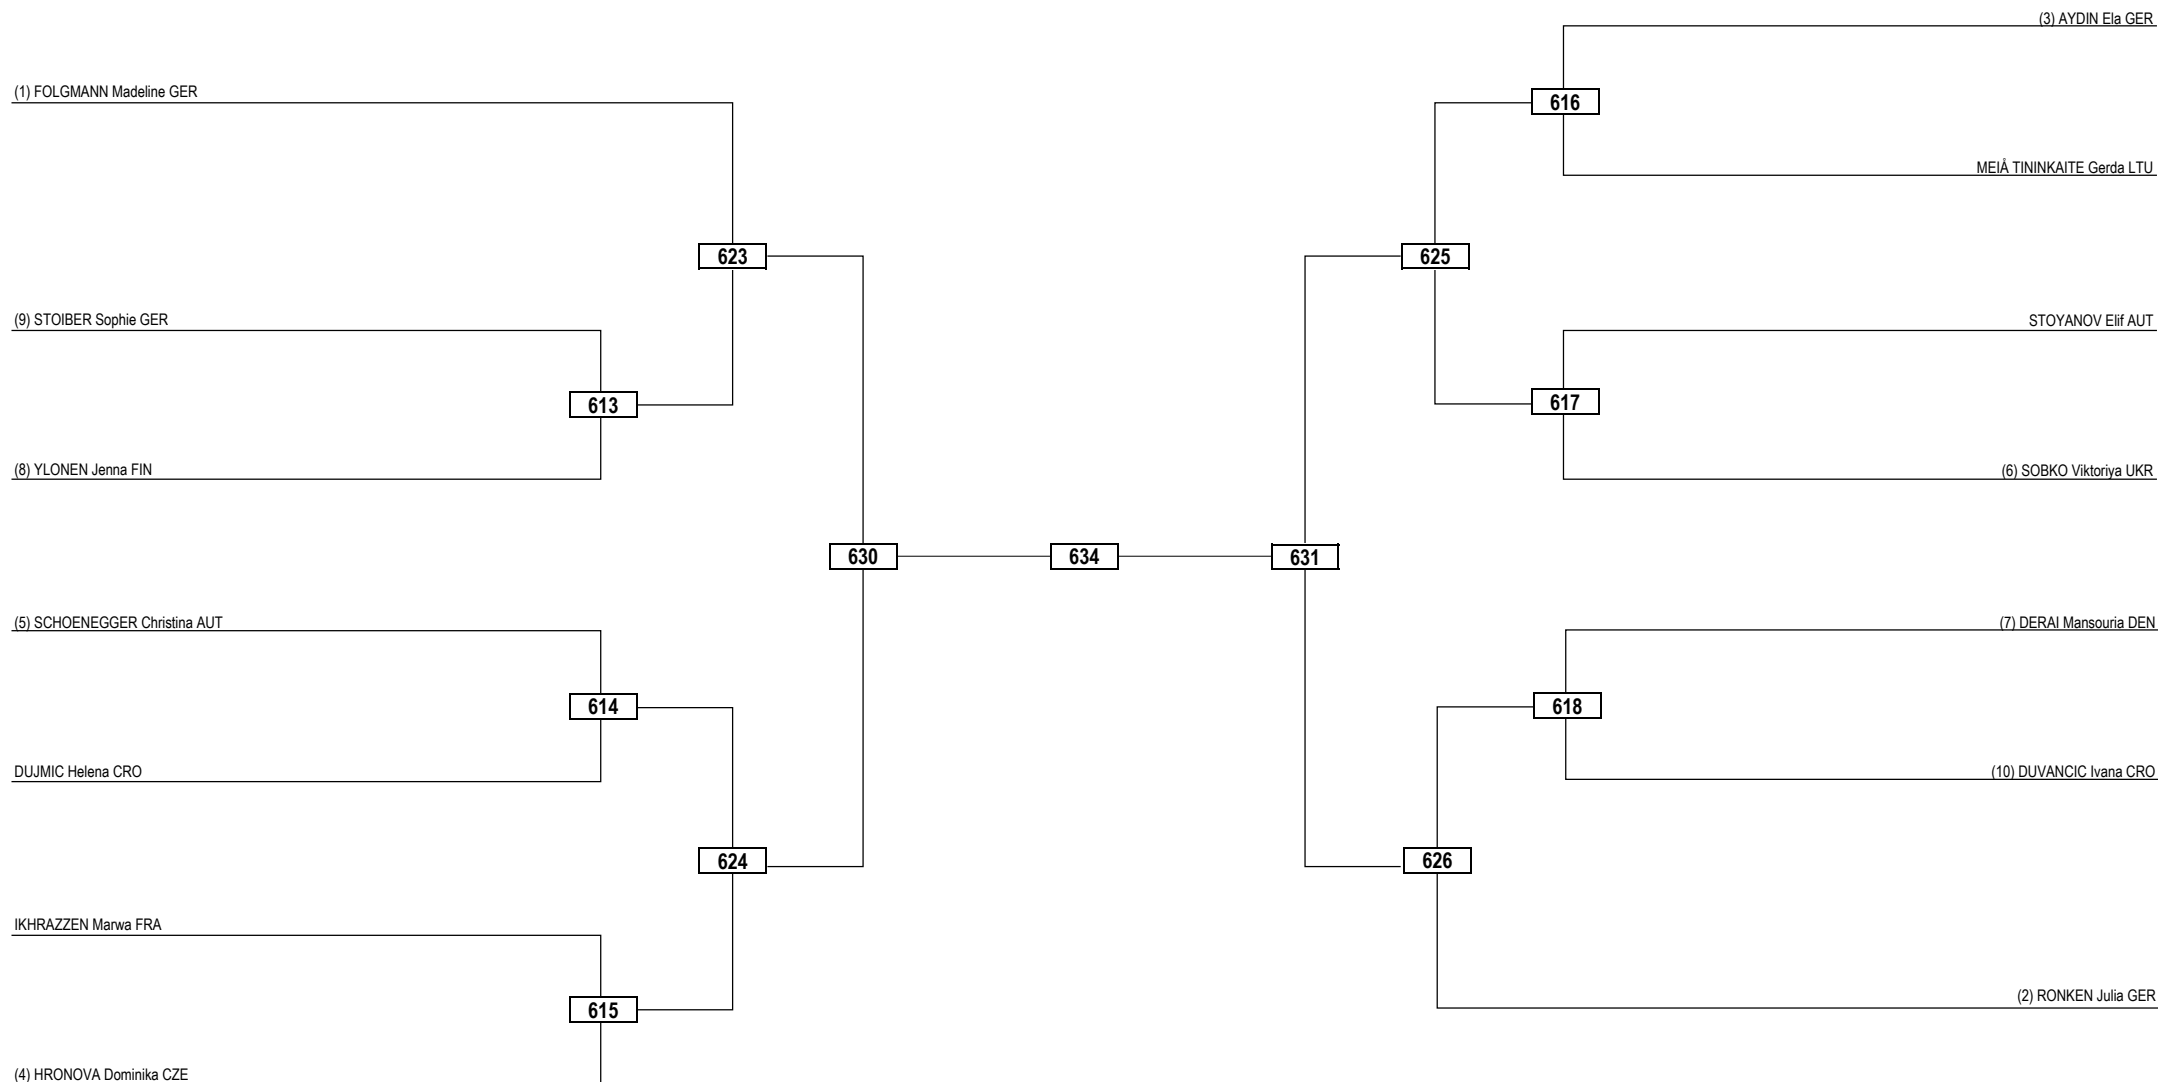 (3) AYDIN Ela GER
(1) FOLGMANN Madeline GER
616
MEIÅ TININKAITE Gerda LTU
623
625
(9) STOIBER Sophie GER
STOYANOV Elif AUT
613
617
(8) YLONEN Jenna FIN
(6) SOBKO Viktoriya UKR
630
634
631
(5) SCHOENEGGER Christina AUT
(7) DERAI Mansouria DEN
614
618
DUJMIC Helena CRO
(10) DUVANCIC Ivana CRO
624
626
IKHRAZZEN Marwa FRA
(2) RONKEN Julia GER
615
(4) HRONOVA Dominika CZE